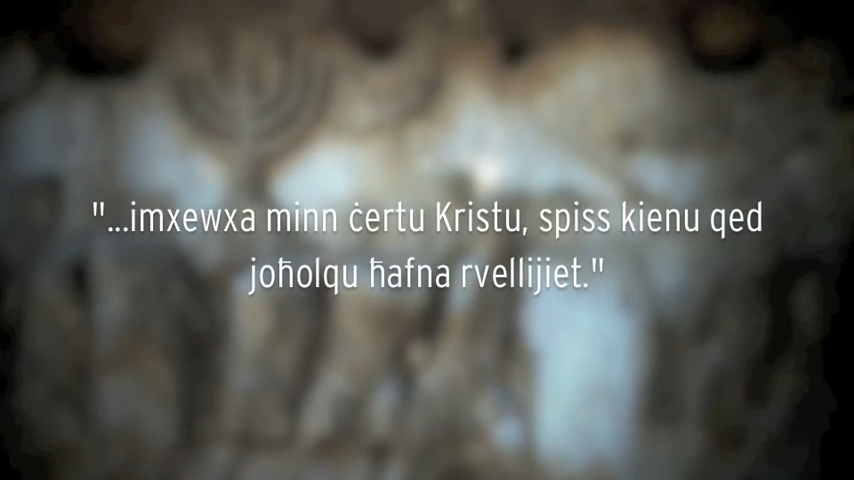 "...imxewxa minn ċertu Kristu, spiss kienu qed
joħolqu ħafna rvellijiet."